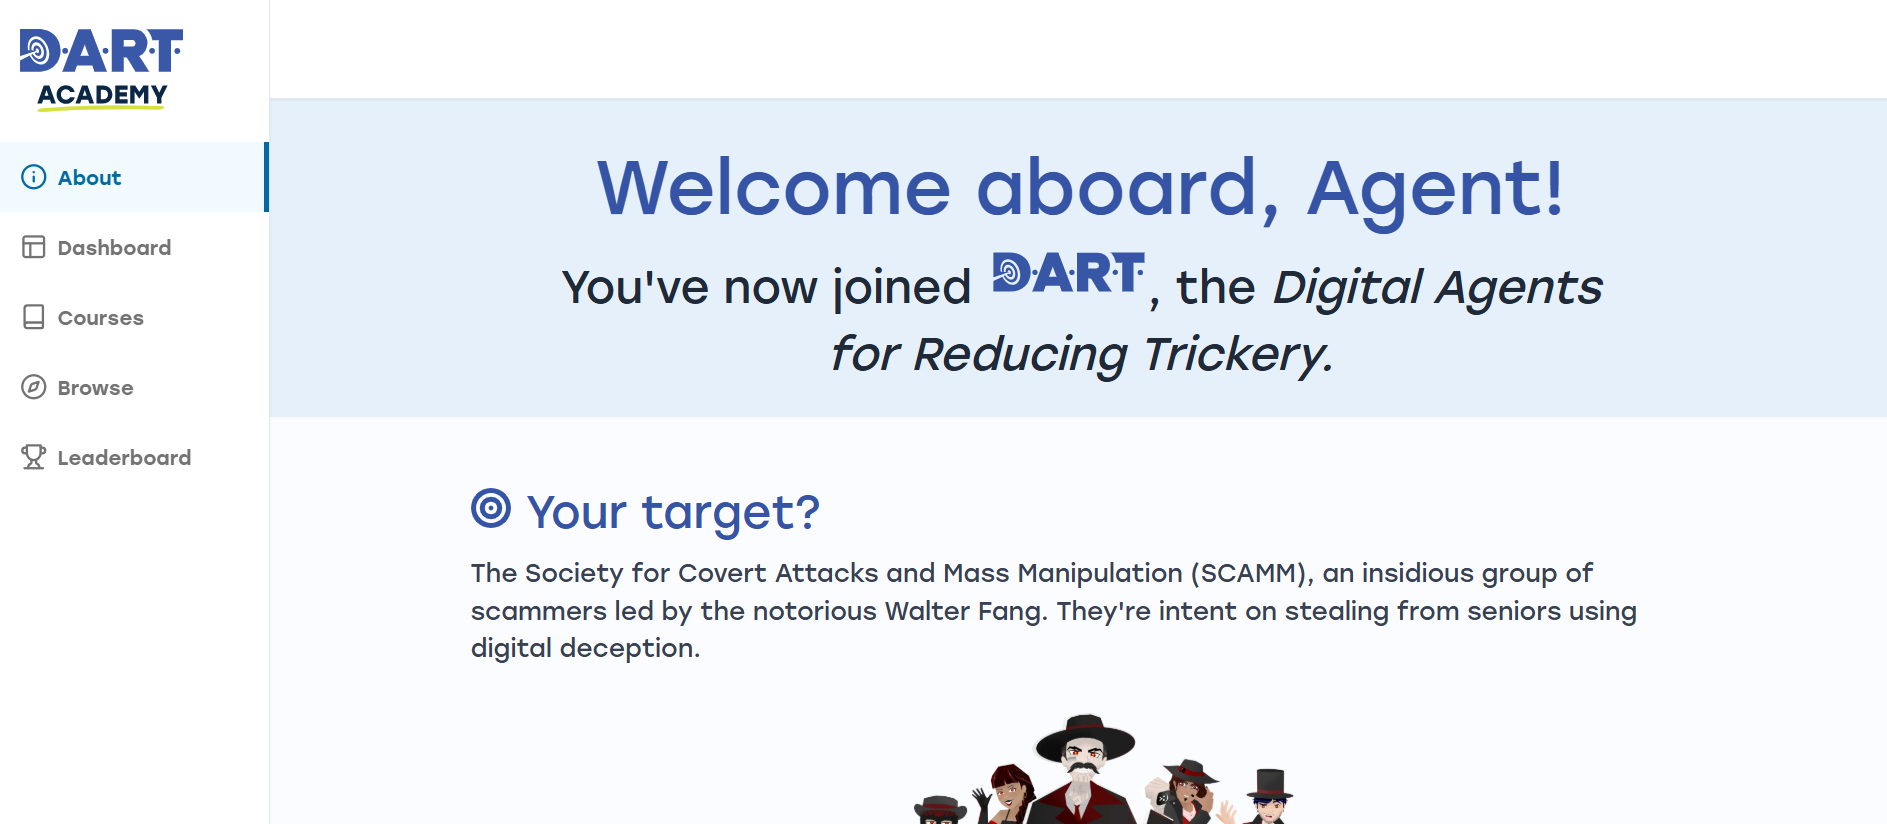 D·A·R·T·
ACADEMY
About
Dashboard
Courses
Browse
Leaderboard
Welcome aboard, Agent!
You've now joined D·A·R·T·, the Digital Agents
for Reducing Trickery.
Your target?
The Society for Covert Attacks and Mass Manipulation (SCAMM), an insidious group of
scammers led by the notorious Walter Fang. They're intent on stealing from seniors using
digital deception.